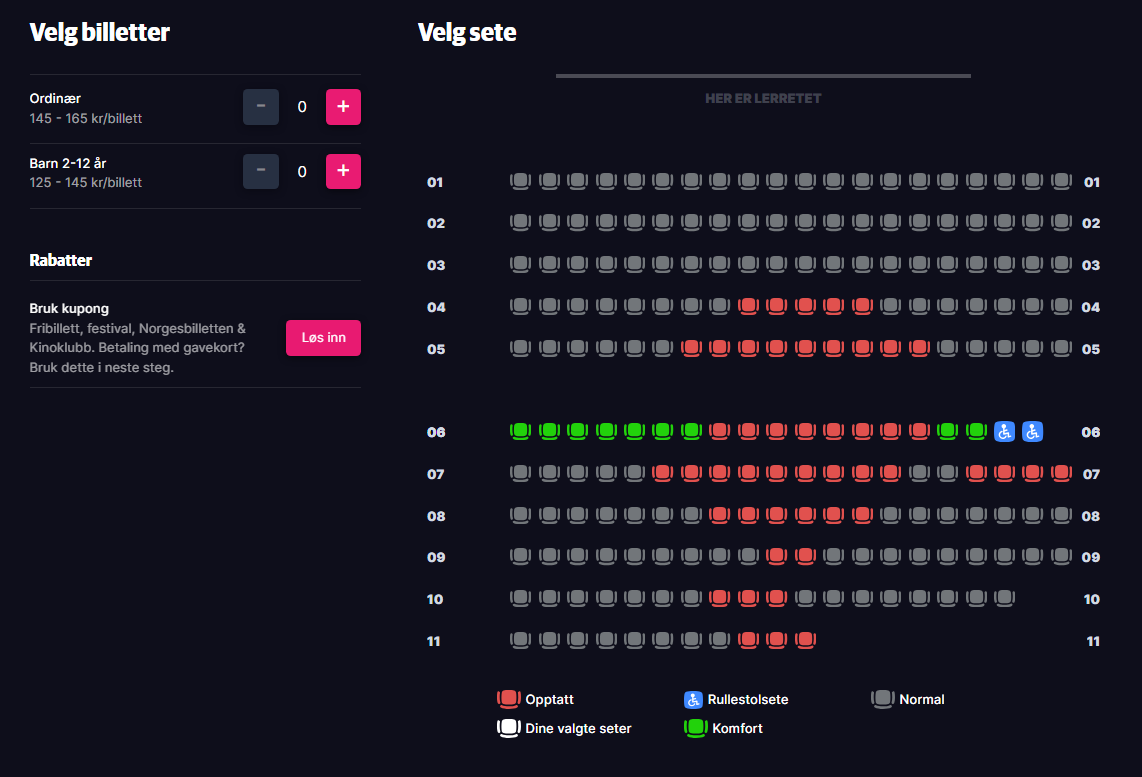 Velg billetter
Ordinær
145 - 165 kr/billett
− 0 +
Barn 2-12 år
125 - 145 kr/billett
− 0 +
Rabatter
Bruk kupong
Fribillett, festival, Norgesbilletten &
Kinoklubb. Betaling med gavekort?
Bruk dette i neste steg.
Løs inn
Velg sete
HER ER LERRETET
01 01
02 02
03 03
04 04
05 05
06 06
07 07
08 08
09 09
10 10
11 11
Opptatt
Rullestolsete
Normal
Dine valgte seter
Komfort